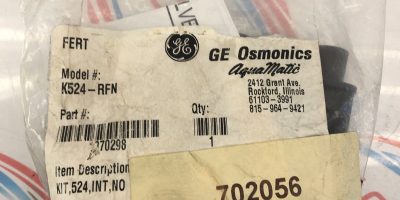 FERT
GE Osmonics
AquaMatic
2412 Grant Ave.
Rockford, Illinois
61103-3991
815-964-9421
Model #:
K524-RFN
Part #:
Qty:
1
Item Description
KIT,524,INT,NO
702056